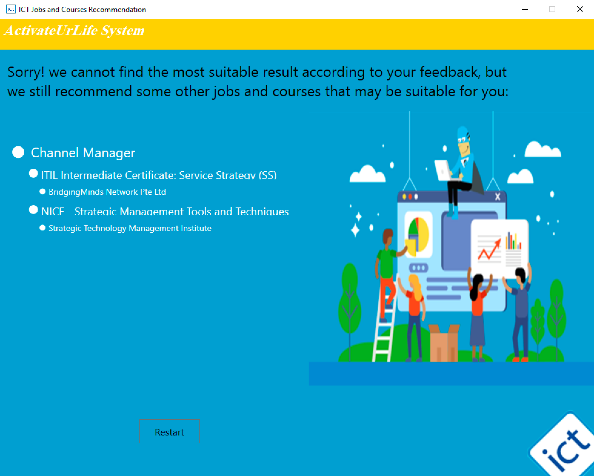 ICT Jobs and Courses Recommendation
ActivateUrLife System
Sorry! we cannot find the most suitable result according to your feedback, but
we still recommend some other jobs and courses that may be suitable for you:
Channel Manager
ITIL Intermediate Certificate: Service Strategy (SS)
BridgingMinds Network Pte Ltd
NICF - Strategic Management Tools and Techniques
Strategic Technology Management Institute
Restart
ict